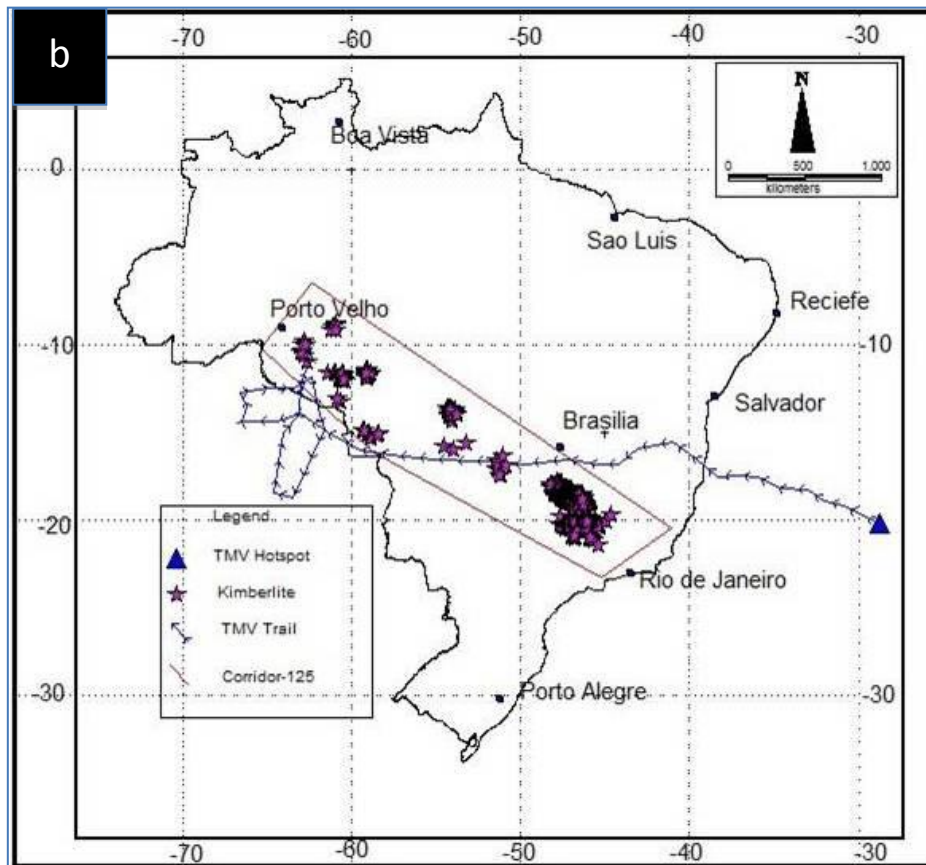 b
-70 -60 -50 -40 -30
N
0 500 1.000
kilometers
Boa Vista
0
Sao Luis
Reciefe
Porto Velho
-10 -10
Salvador
Brasilia
-20
Legend
TMV Hotspot
Kimberlite
TMV Trail
Corridor-125
Rio de Janeiro
-30 -30
Porto Alegre
-70 -60 -50 -40 -30